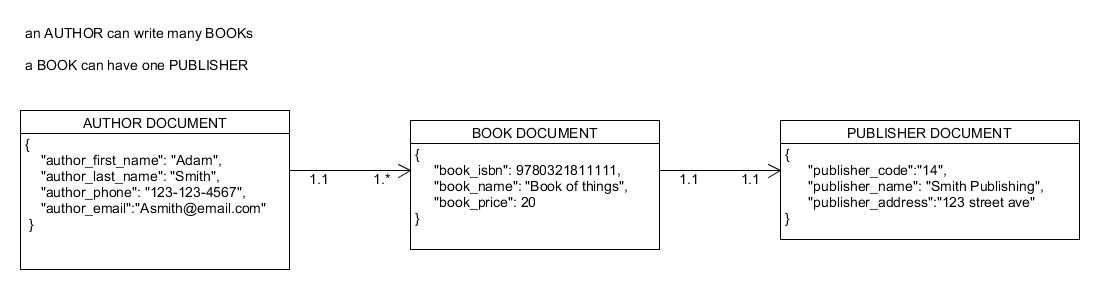 an AUTHOR can write many BOOKs
a BOOK can have one PUBLISHER
AUTHOR DOCUMENT
{
"author_first_name": "Adam",
"author_last_name": "Smith",
"author_phone": "123-123-4567",
"author_email":"Asmith@email.com"
}
1.1
1.*
BOOK DOCUMENT
{
"book_isbn": 9780321811111,
"book_name": "Book of things",
"book_price": 20
}
1.1
1.1
PUBLISHER DOCUMENT
{
"publisher_code":"14",
"publisher_name": "Smith Publishing",
"publisher_address":"123 street ave"
}